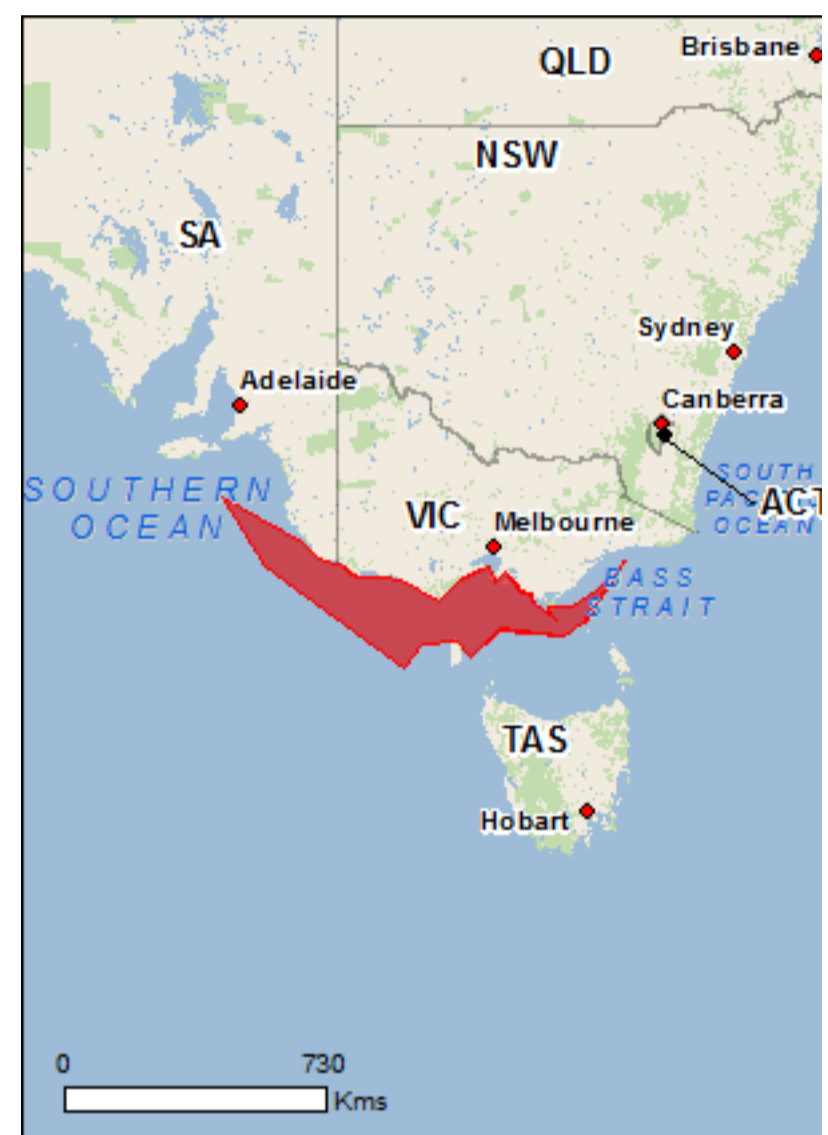 Brisbane
QLD
NSW
SA
Sydney
Adelaide
Canberra
SOUTHERN
OCEAN
SOUTH
ACT
OCEAN
VIC
Melbourne
BASS
STRAIT
TAS
Hobart
0 730
Kms